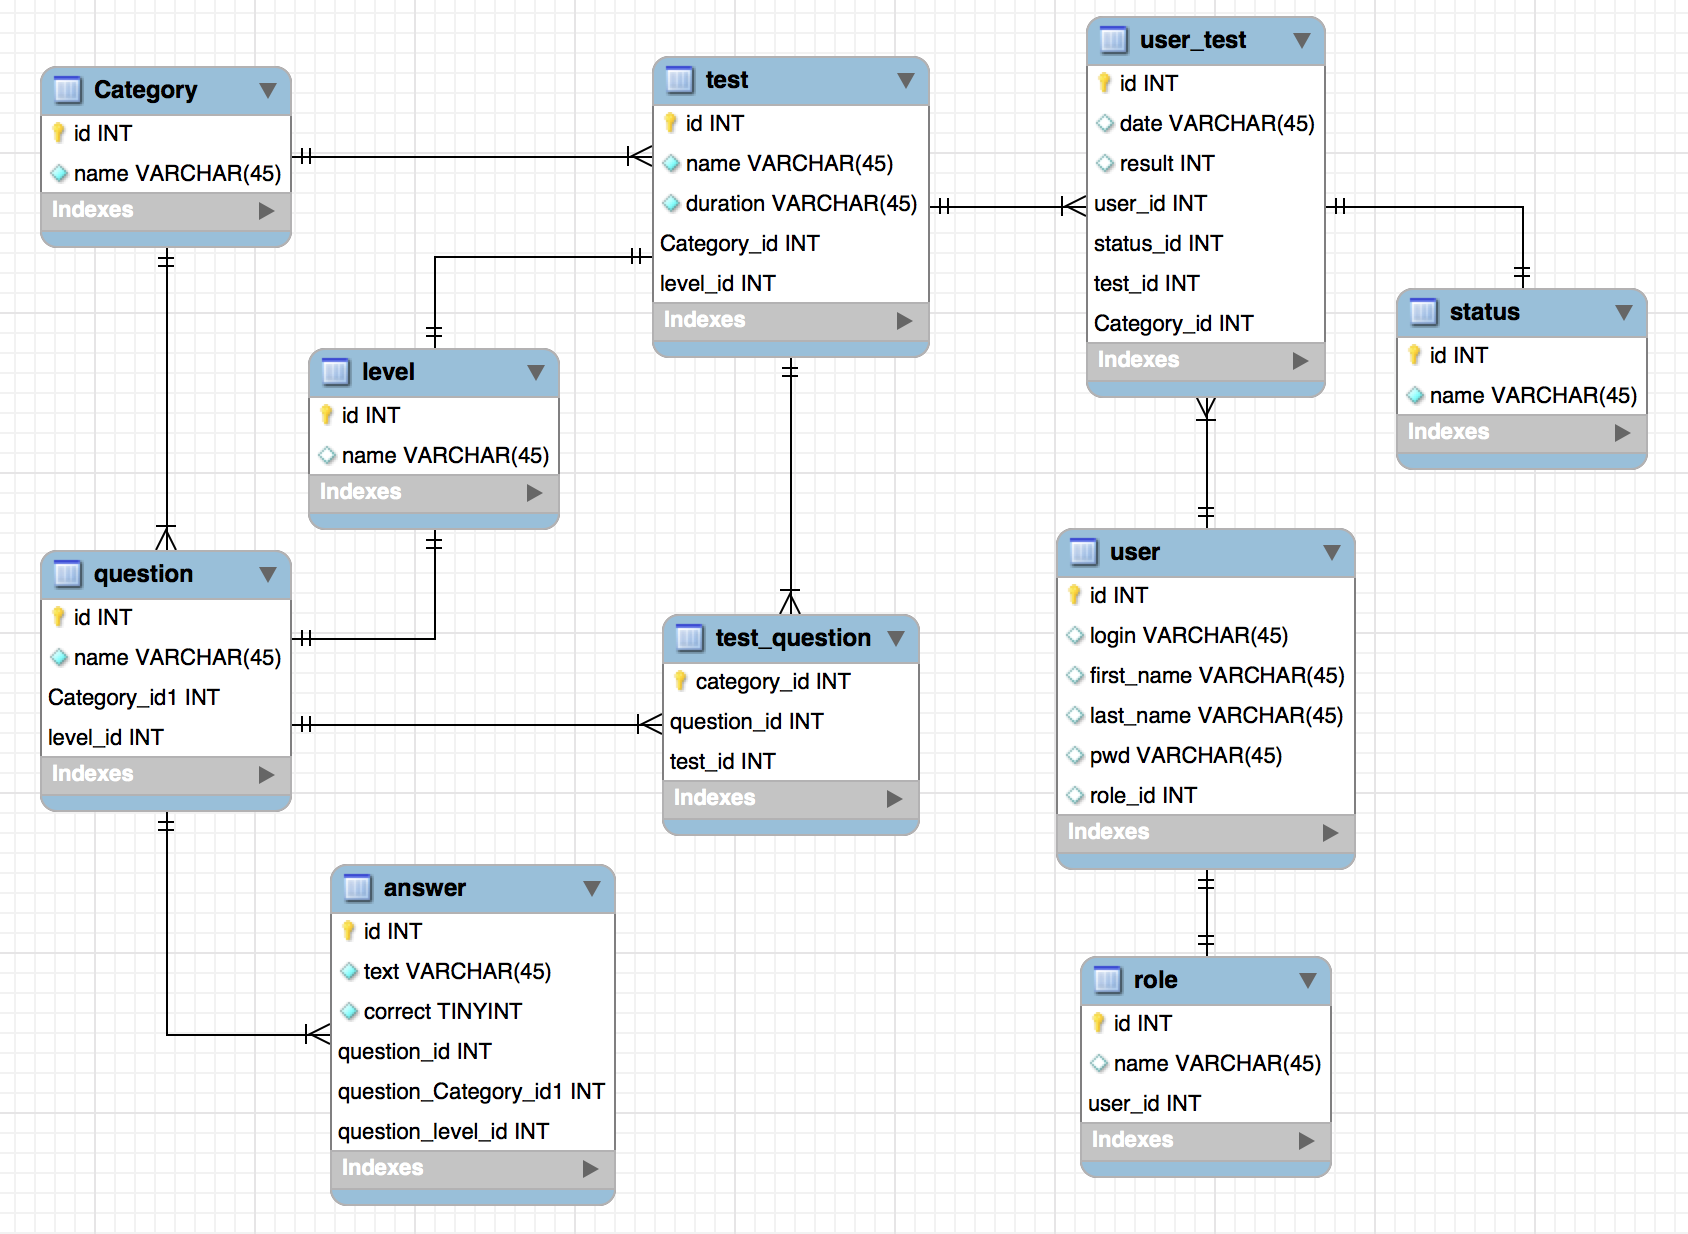 Category
id INT
name VARCHAR(45)
Indexes
test
id INT
name VARCHAR(45)
duration VARCHAR(45)
Category_id INT
level_id INT
Indexes
user_test
id INT
date VARCHAR(45)
result INT
user_id INT
status_id INT
test_id INT
Category_id INT
Indexes
status
id INT
name VARCHAR(45)
Indexes
level
id INT
name VARCHAR(45)
Indexes
question
id INT
name VARCHAR(45)
Category_id1 INT
level_id INT
Indexes
test_question
category_id INT
question_id INT
test_id INT
Indexes
user
id INT
login VARCHAR(45)
first_name VARCHAR(45)
last_name VARCHAR(45)
pwd VARCHAR(45)
role_id INT
Indexes
answer
id INT
text VARCHAR(45)
correct TINYINT
question_id INT
question_Category_id1 INT
question_level_id INT
Indexes
role
id INT
name VARCHAR(45)
user_id INT
Indexes